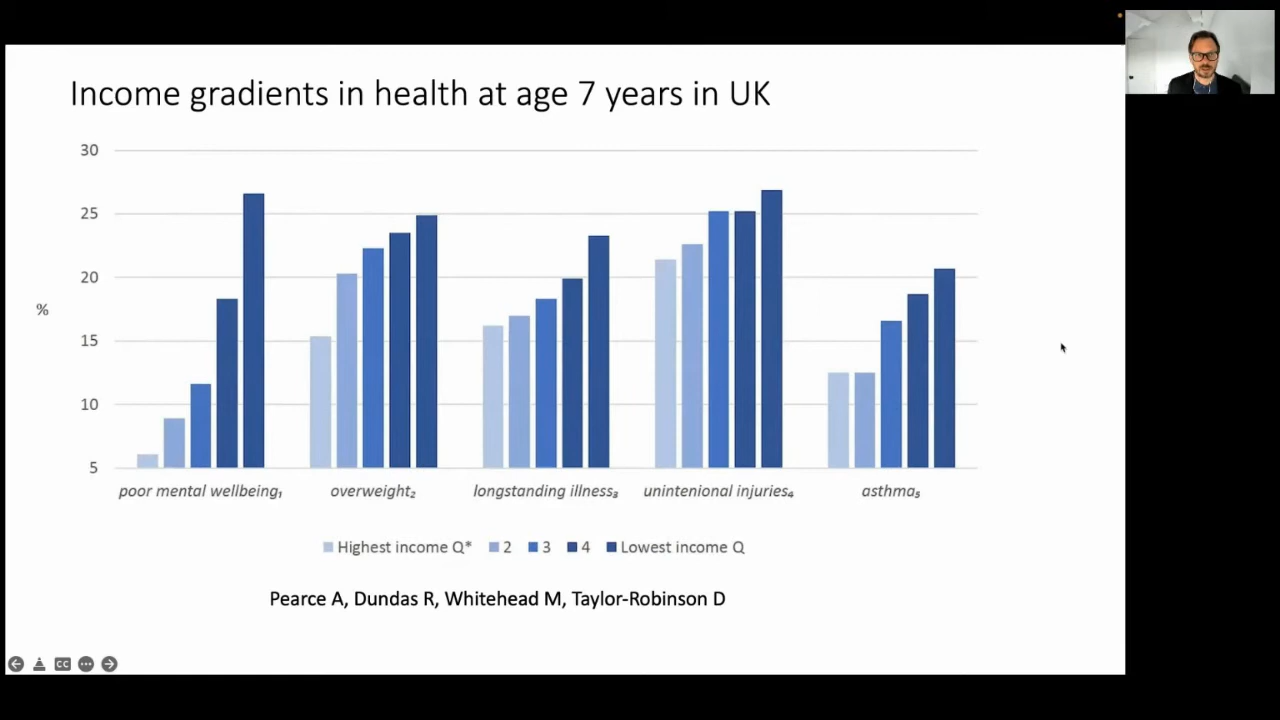 Income gradients in health at age 7 years in UK
30
25
20
%
15
10
5
poor mental wellbeing₁ overweight₂ longstanding illness₃ unintenional injuries₄ asthma₅
Highest income Q* 2 3 4 Lowest income Q
Pearce A, Dundas R, Whitehead M, Taylor-Robinson D
CC